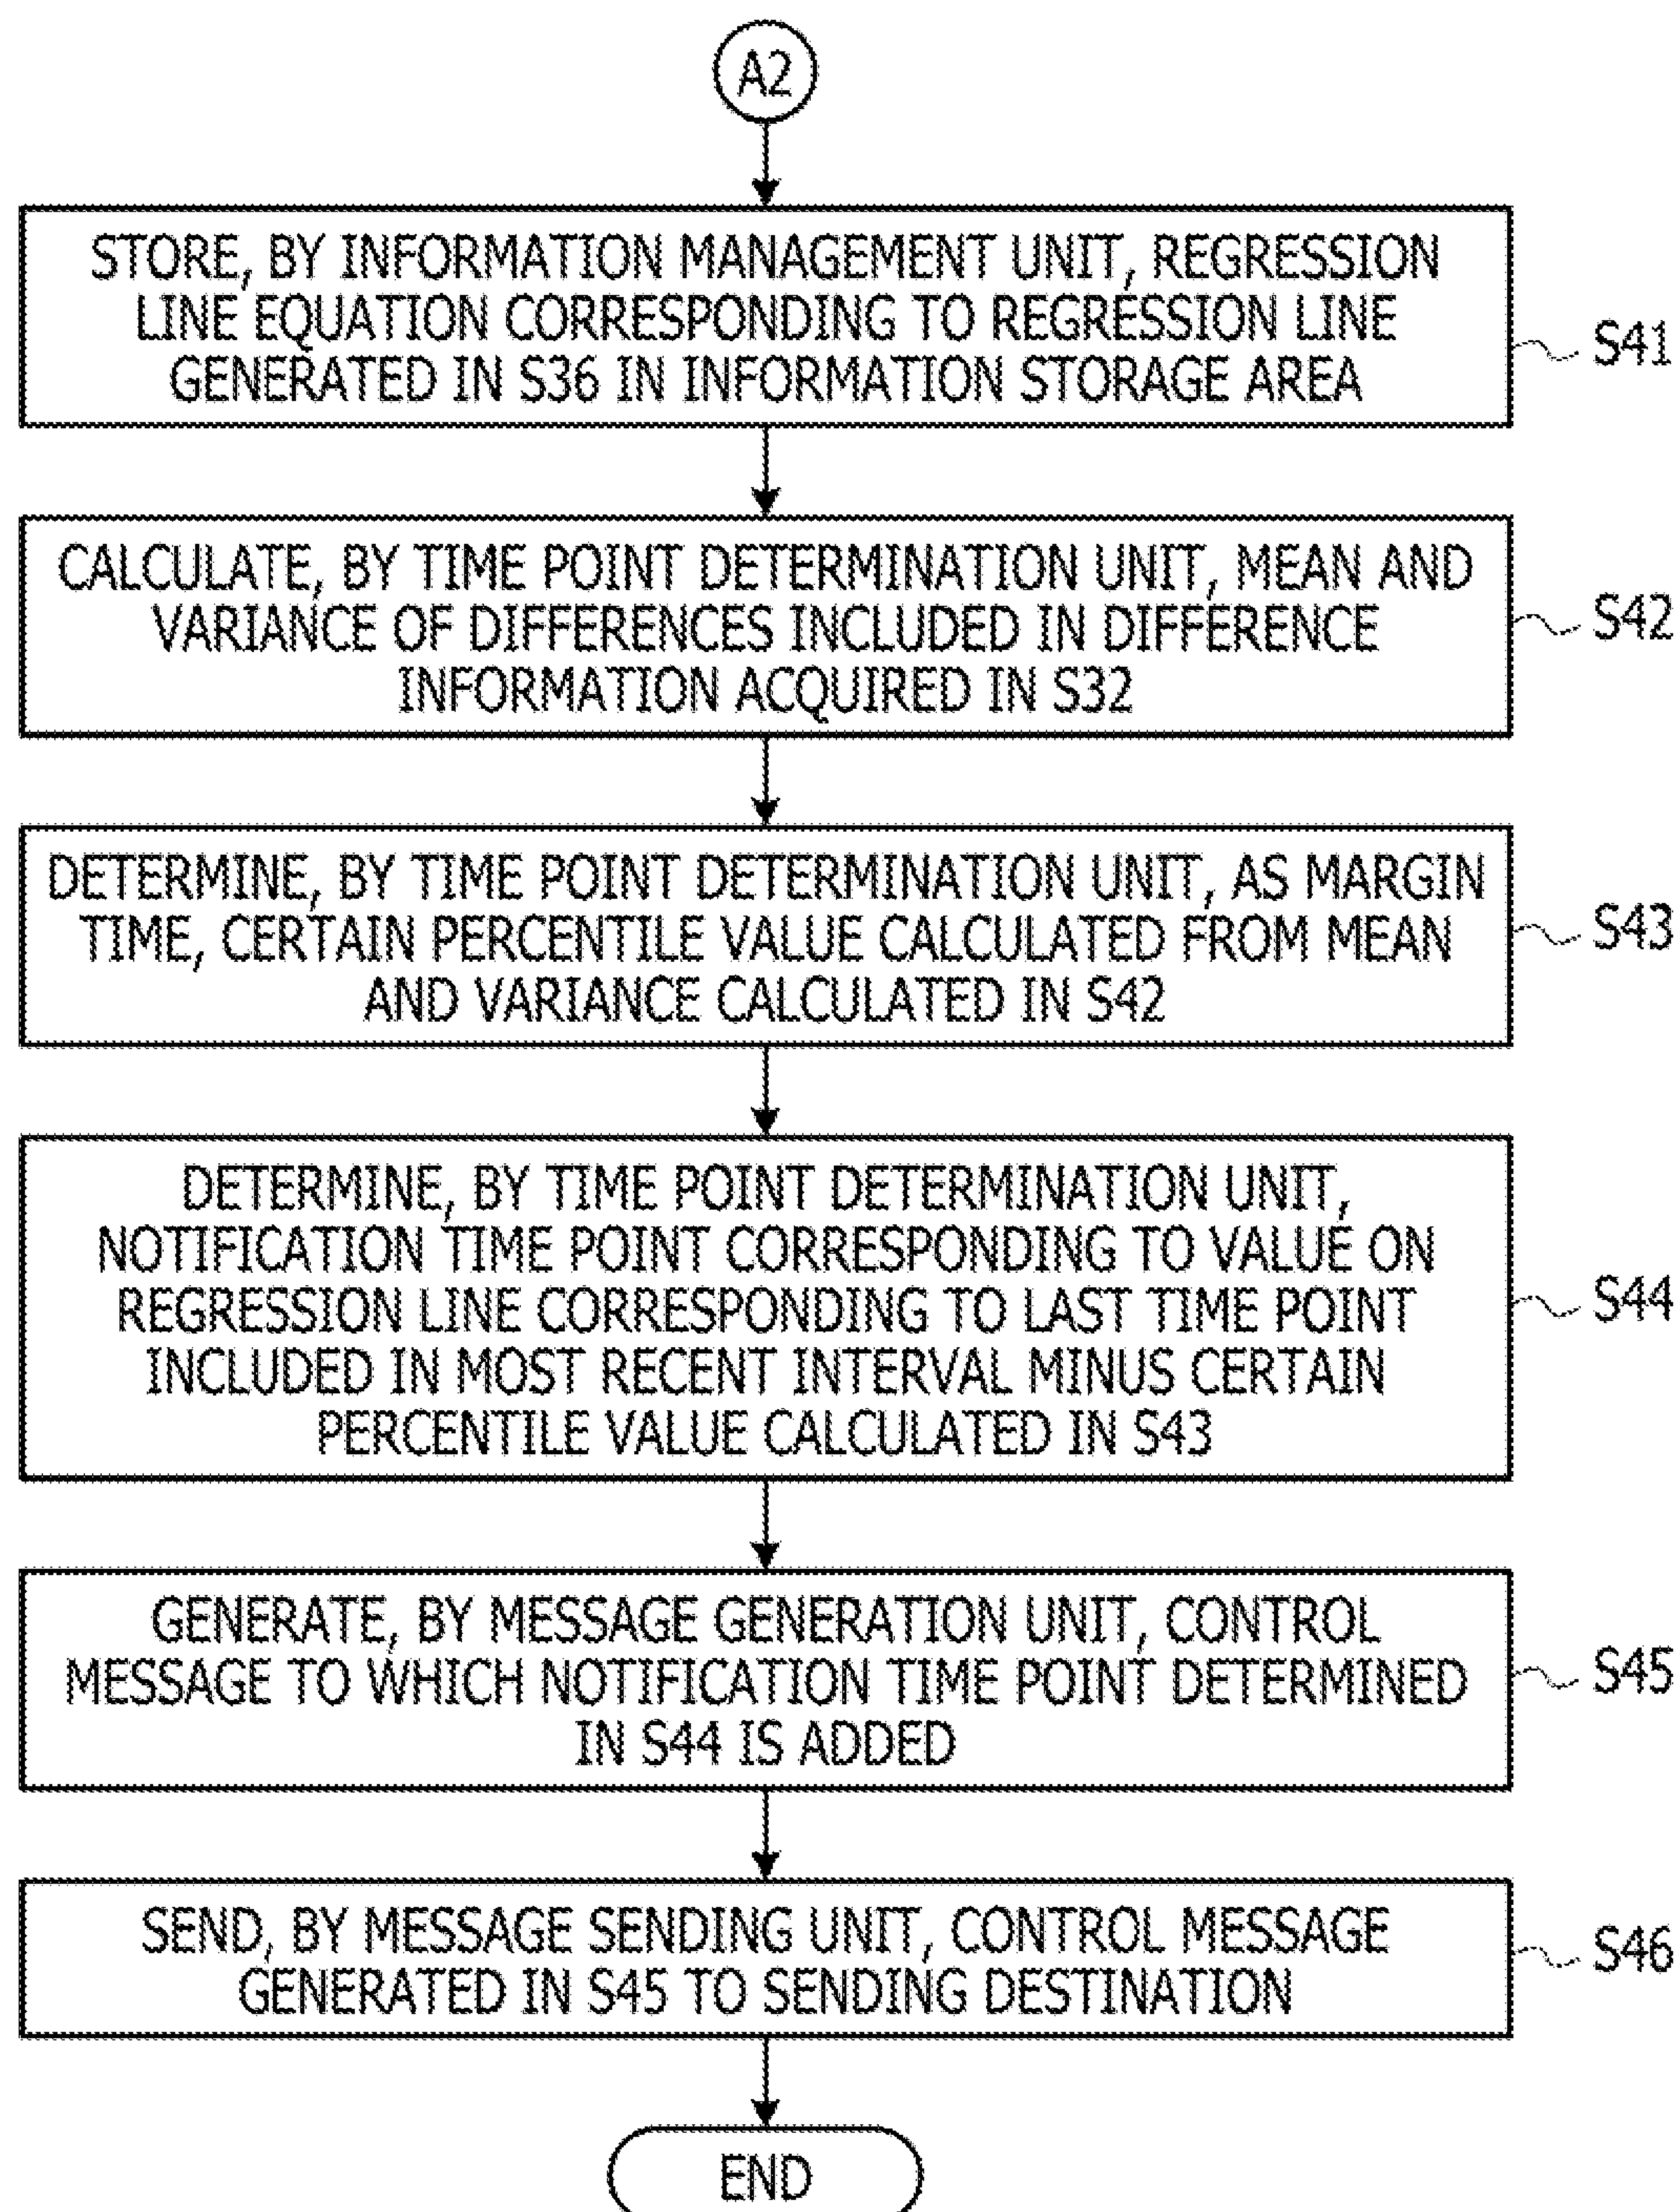 A2
STORE, BY INFORMATION MANAGEMENT UNIT, REGRESSION
LINE EQUATION CORRESPONDING TO REGRESSION LINE
GENERATED IN S36 IN INFORMATION STORAGE AREA
S41
CALCULATE, BY TIME POINT DETERMINATION UNIT, MEAN AND
VARIANCE OF DIFFERENCES INCLUDED IN DIFFERENCE
INFORMATION ACQUIRED IN S32
S42
DETERMINE, BY TIME POINT DETERMINATION UNIT, AS MARGIN
TIME, CERTAIN PERCENTILE VALUE CALCULATED FROM MEAN
AND VARIANCE CALCULATED IN S42
S43
DETERMINE, BY TIME POINT DETERMINATION UNIT,
NOTIFICATION TIME POINT CORRESPONDING TO VALUE ON
REGRESSION LINE CORRESPONDING TO LAST TIME POINT
INCLUDED IN MOST RECENT INTERVAL MINUS CERTAIN
PERCENTILE VALUE CALCULATED IN S43
S44
GENERATE, BY MESSAGE GENERATION UNIT, CONTROL
MESSAGE TO WHICH NOTIFICATION TIME POINT DETERMINED
IN S44 IS ADDED
S45
SEND, BY MESSAGE SENDING UNIT, CONTROL MESSAGE
GENERATED IN S45 TO SENDING DESTINATION
S46
END